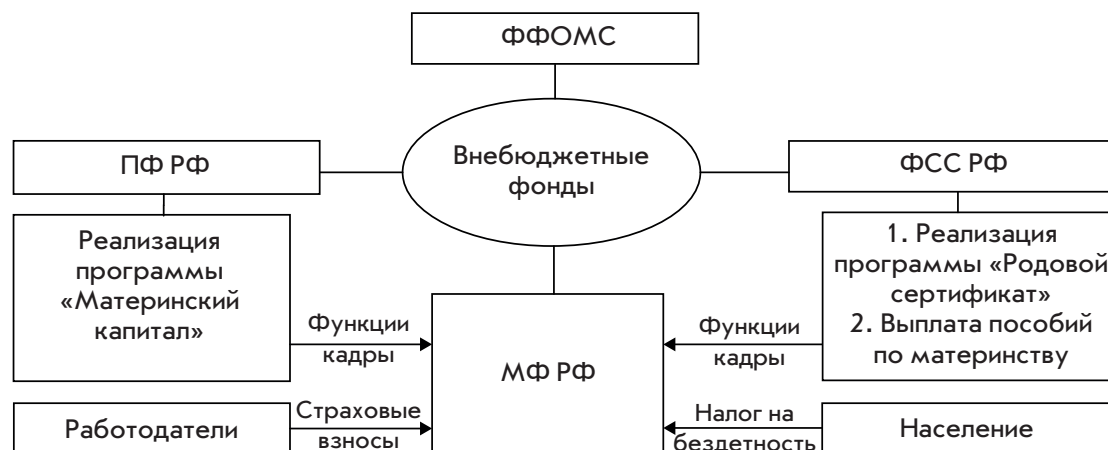 ФФОМС
Внебюджетные
фонды
ПФ РФ
ФСС РФ
Реализация
программы
«Материнский
капитал»
1. Реализация
программы «Родовой
сертификат»
2. Выплата пособий
по материнству
Функции
кадры
МФ РФ
Функции
кадры
Работодатели
Страховые
взносы
Налог на
бездетность
Население